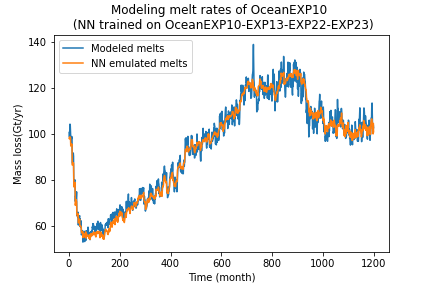 Modeling melt rates of OceanEXP10
(NN trained on OceanEXP10-EXP13-EXP22-EXP23)
Modeled melts
NN emulated melts
Mass loss(Gt/yr)
140
120
100
80
60
0 200 400 600 800 1000 1200
Time (month)